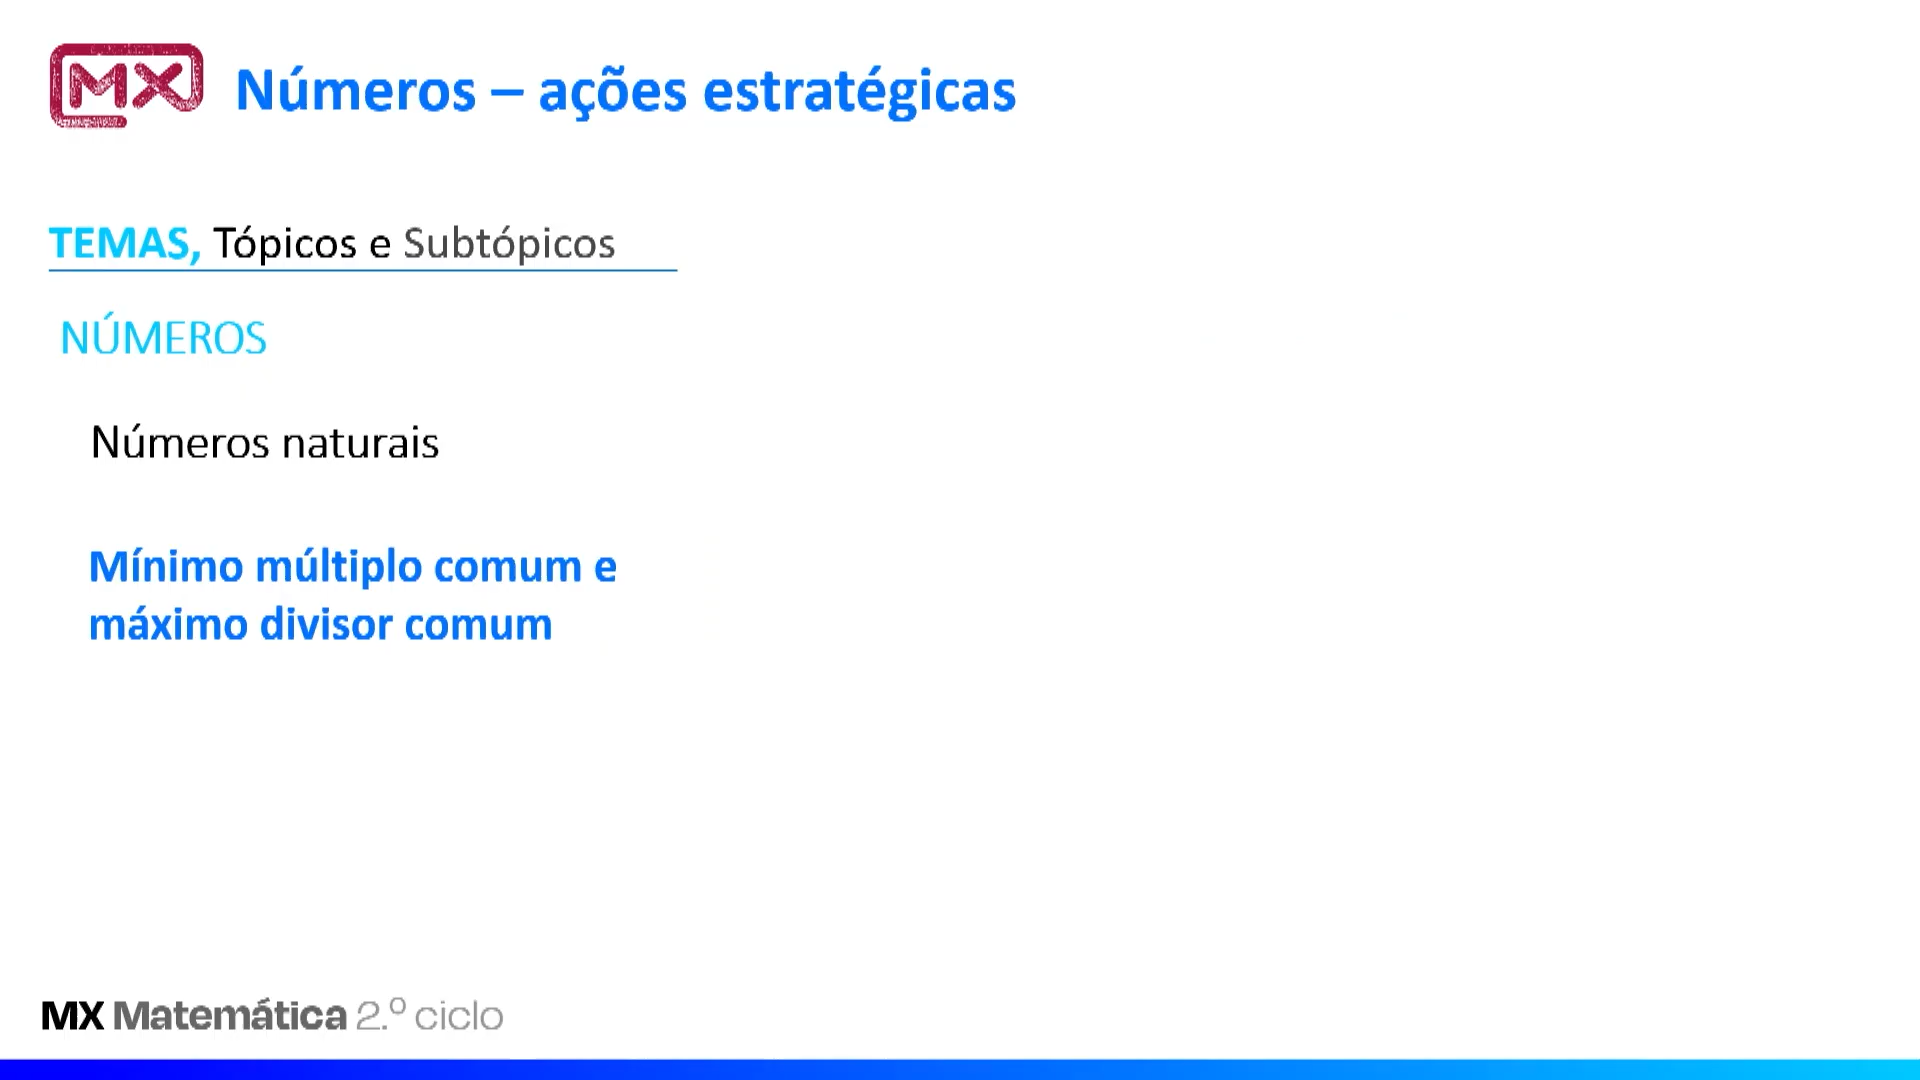 MX
Números – ações estratégicas
TEMAS, Tópicos e Subtópicos
NÚMEROS
Números naturais
Mínimo múltiplo comum e
máximo divisor comum
MX Matemática 2.º ciclo